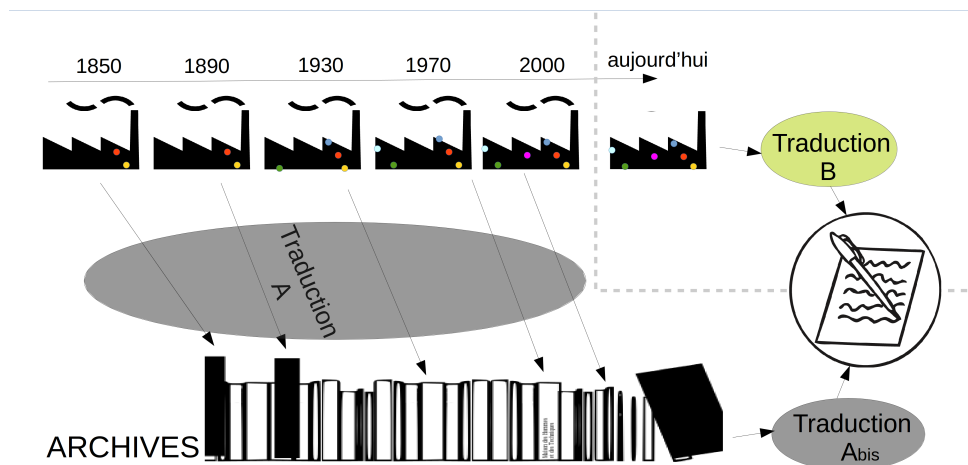 1850 1890 1930 1970 2000 aujourd'hui
Traduction
B
Traduction
A
ARCHIVES
Traduction
Abis